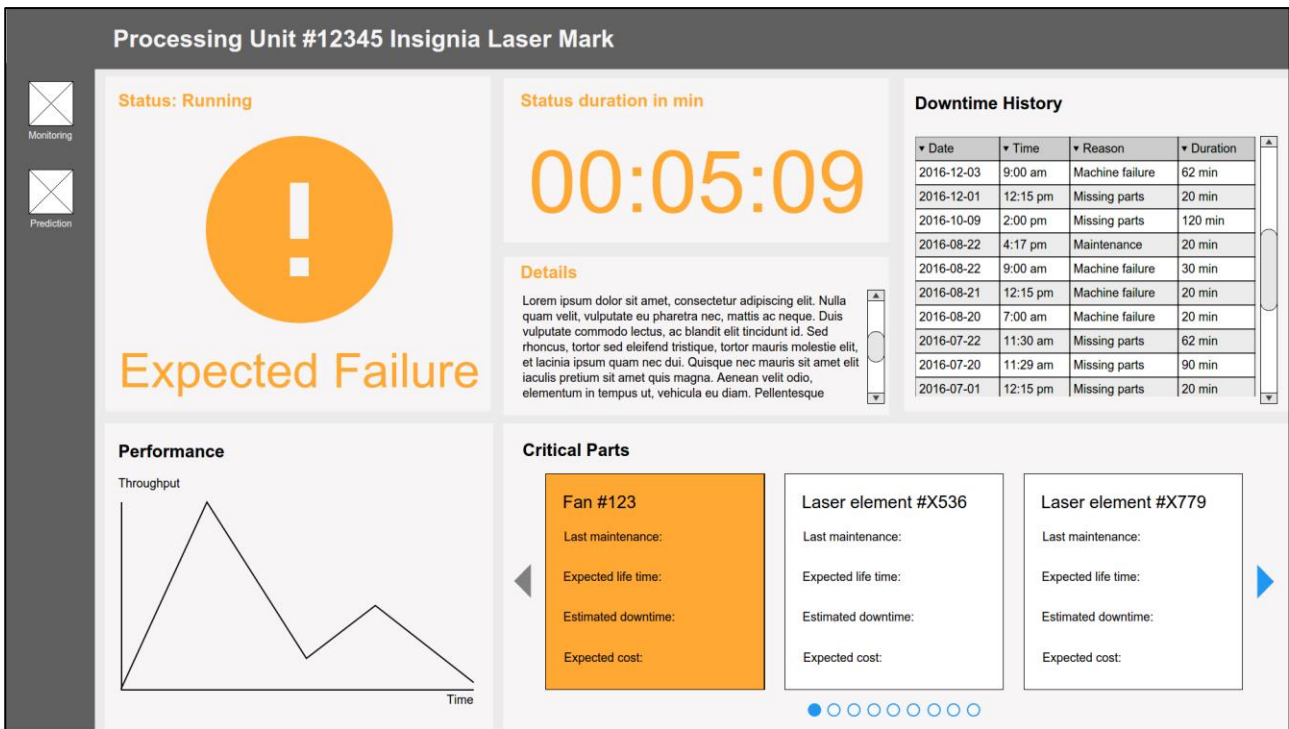 Processing Unit #12345 Insignia Laser Mark
Monitoring
Prediction
Status: Running
!
Expected Failure
Status duration in min
00:05:09
Details
Lorem ipsum dolor sit amet, consectetur adipiscing elit. Nulla
quam velit, vulputate eu pharetra nec, mattis ac neque. Duis
vulputate commodo lectus, ac blandit elit tincidunt id. Sed
rhoncus, tortor sed eleifend tristique, tortor mauris molestie elit,
et lacinia ipsum quam nec dui. Quisque nec mauris sit amet elit
iaculis pretium sit amet quis magna. Aenean velit odio,
elementum in tempus ut, vehicula eu diam. Pellentesque
Downtime History
Date Time Reason Duration
2016-12-03 9:00 am Machine failure 62 min
2016-12-01 12:15 pm Missing parts 20 min
2016-10-09 2:00 pm Missing parts 120 min
2016-08-22 4:17 pm Maintenance 20 min
2016-08-22 9:00 am Machine failure 30 min
2016-08-21 12:15 pm Machine failure 20 min
2016-08-20 7:00 am Machine failure 20 min
2016-07-22 11:30 am Missing parts 62 min
2016-07-20 11:29 am Missing parts 90 min
2016-07-01 12:15 pm Missing parts 20 min
Performance
Throughput
Time
Critical Parts
Fan #123
Last maintenance:
Expected life time:
Estimated downtime:
Expected cost:
Laser element #X536
Last maintenance:
Expected life time:
Estimated downtime:
Expected cost:
Laser element #X779
Last maintenance:
Expected life time:
Estimated downtime:
Expected cost: